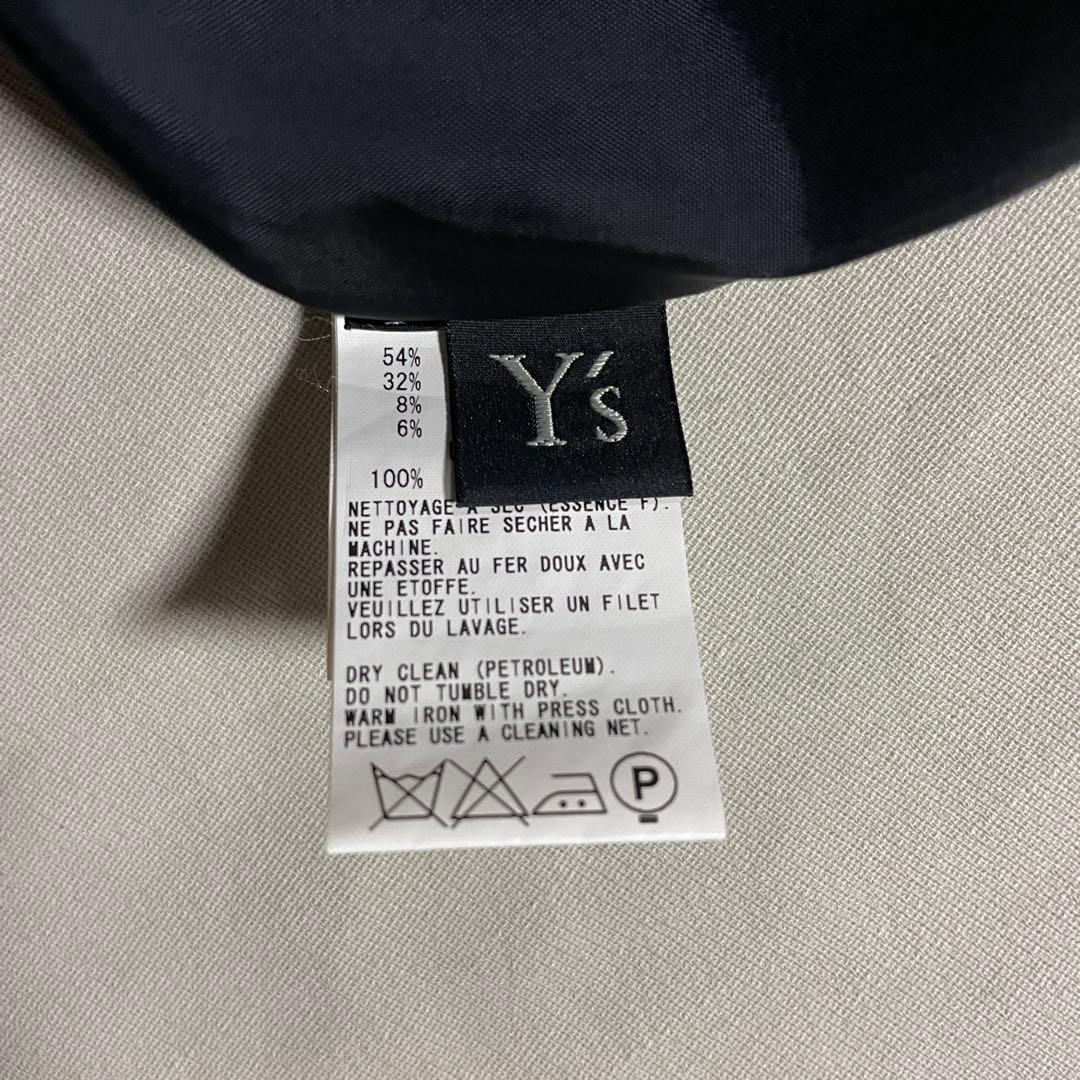 54%
32%
8%
6%
Y's
100%
NETTOYAGE A SEC (ESSENCE F).
NE PAS FAIRE SECHER A LA
MACHINE.
REPASSER AU FER DOUX AVEC
UNE ETOFFE.
VEUILLEZ UTILISER UN FILET
LORS DU LAVAGE.
DRY CLEAN (PETROLEUM).
DO NOT TUMBLE DRY.
WARM IRON WITH PRESS CLOTH.
PLEASE USE A CLEANING NET.
P